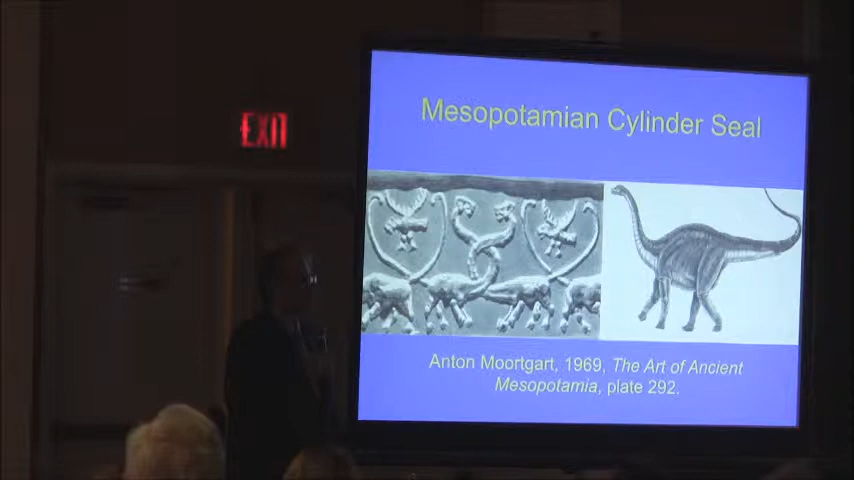 Mesopotamian Cylinder Seal
EXIT
Anton Moortgart, 1969, The Art of Ancient
Mesopotamia, plate 292.